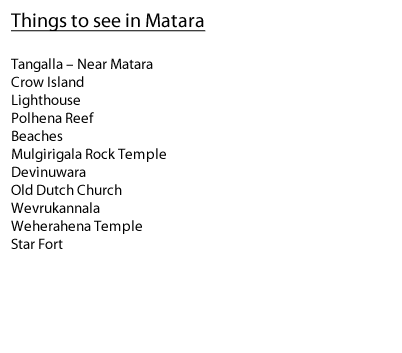 Things to see in Matara
Tangalla – Near Matara
Crow Island
Lighthouse
Polhena Reef
Beaches
Mulgirigala Rock Temple
Devinuwara
Old Dutch Church
Wevrukannala
Weherahena Temple
Star Fort